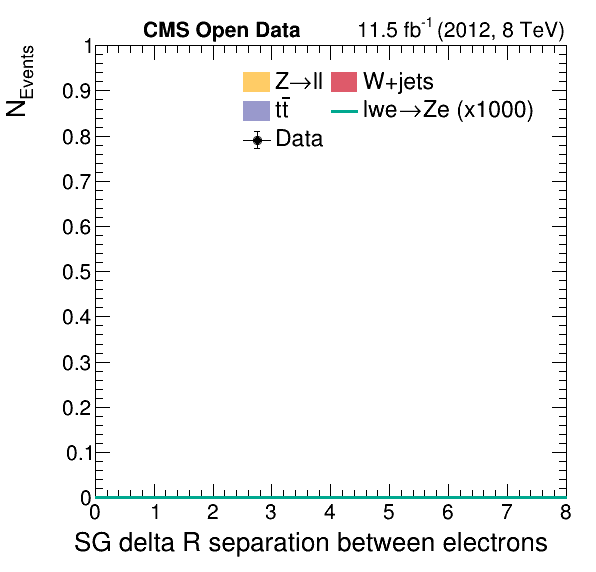 CMS Open Data 11.5 fb⁻¹ (2012, 8 TeV)
N_Events
Z→ll W+jets
tt̄ lwe→Ze (x1000)
Data
1
0.9
0.8
0.7
0.6
0.5
0.4
0.3
0.2
0.1
0
0 1 2 3 4 5 6 7 8
SG delta R separation between electrons